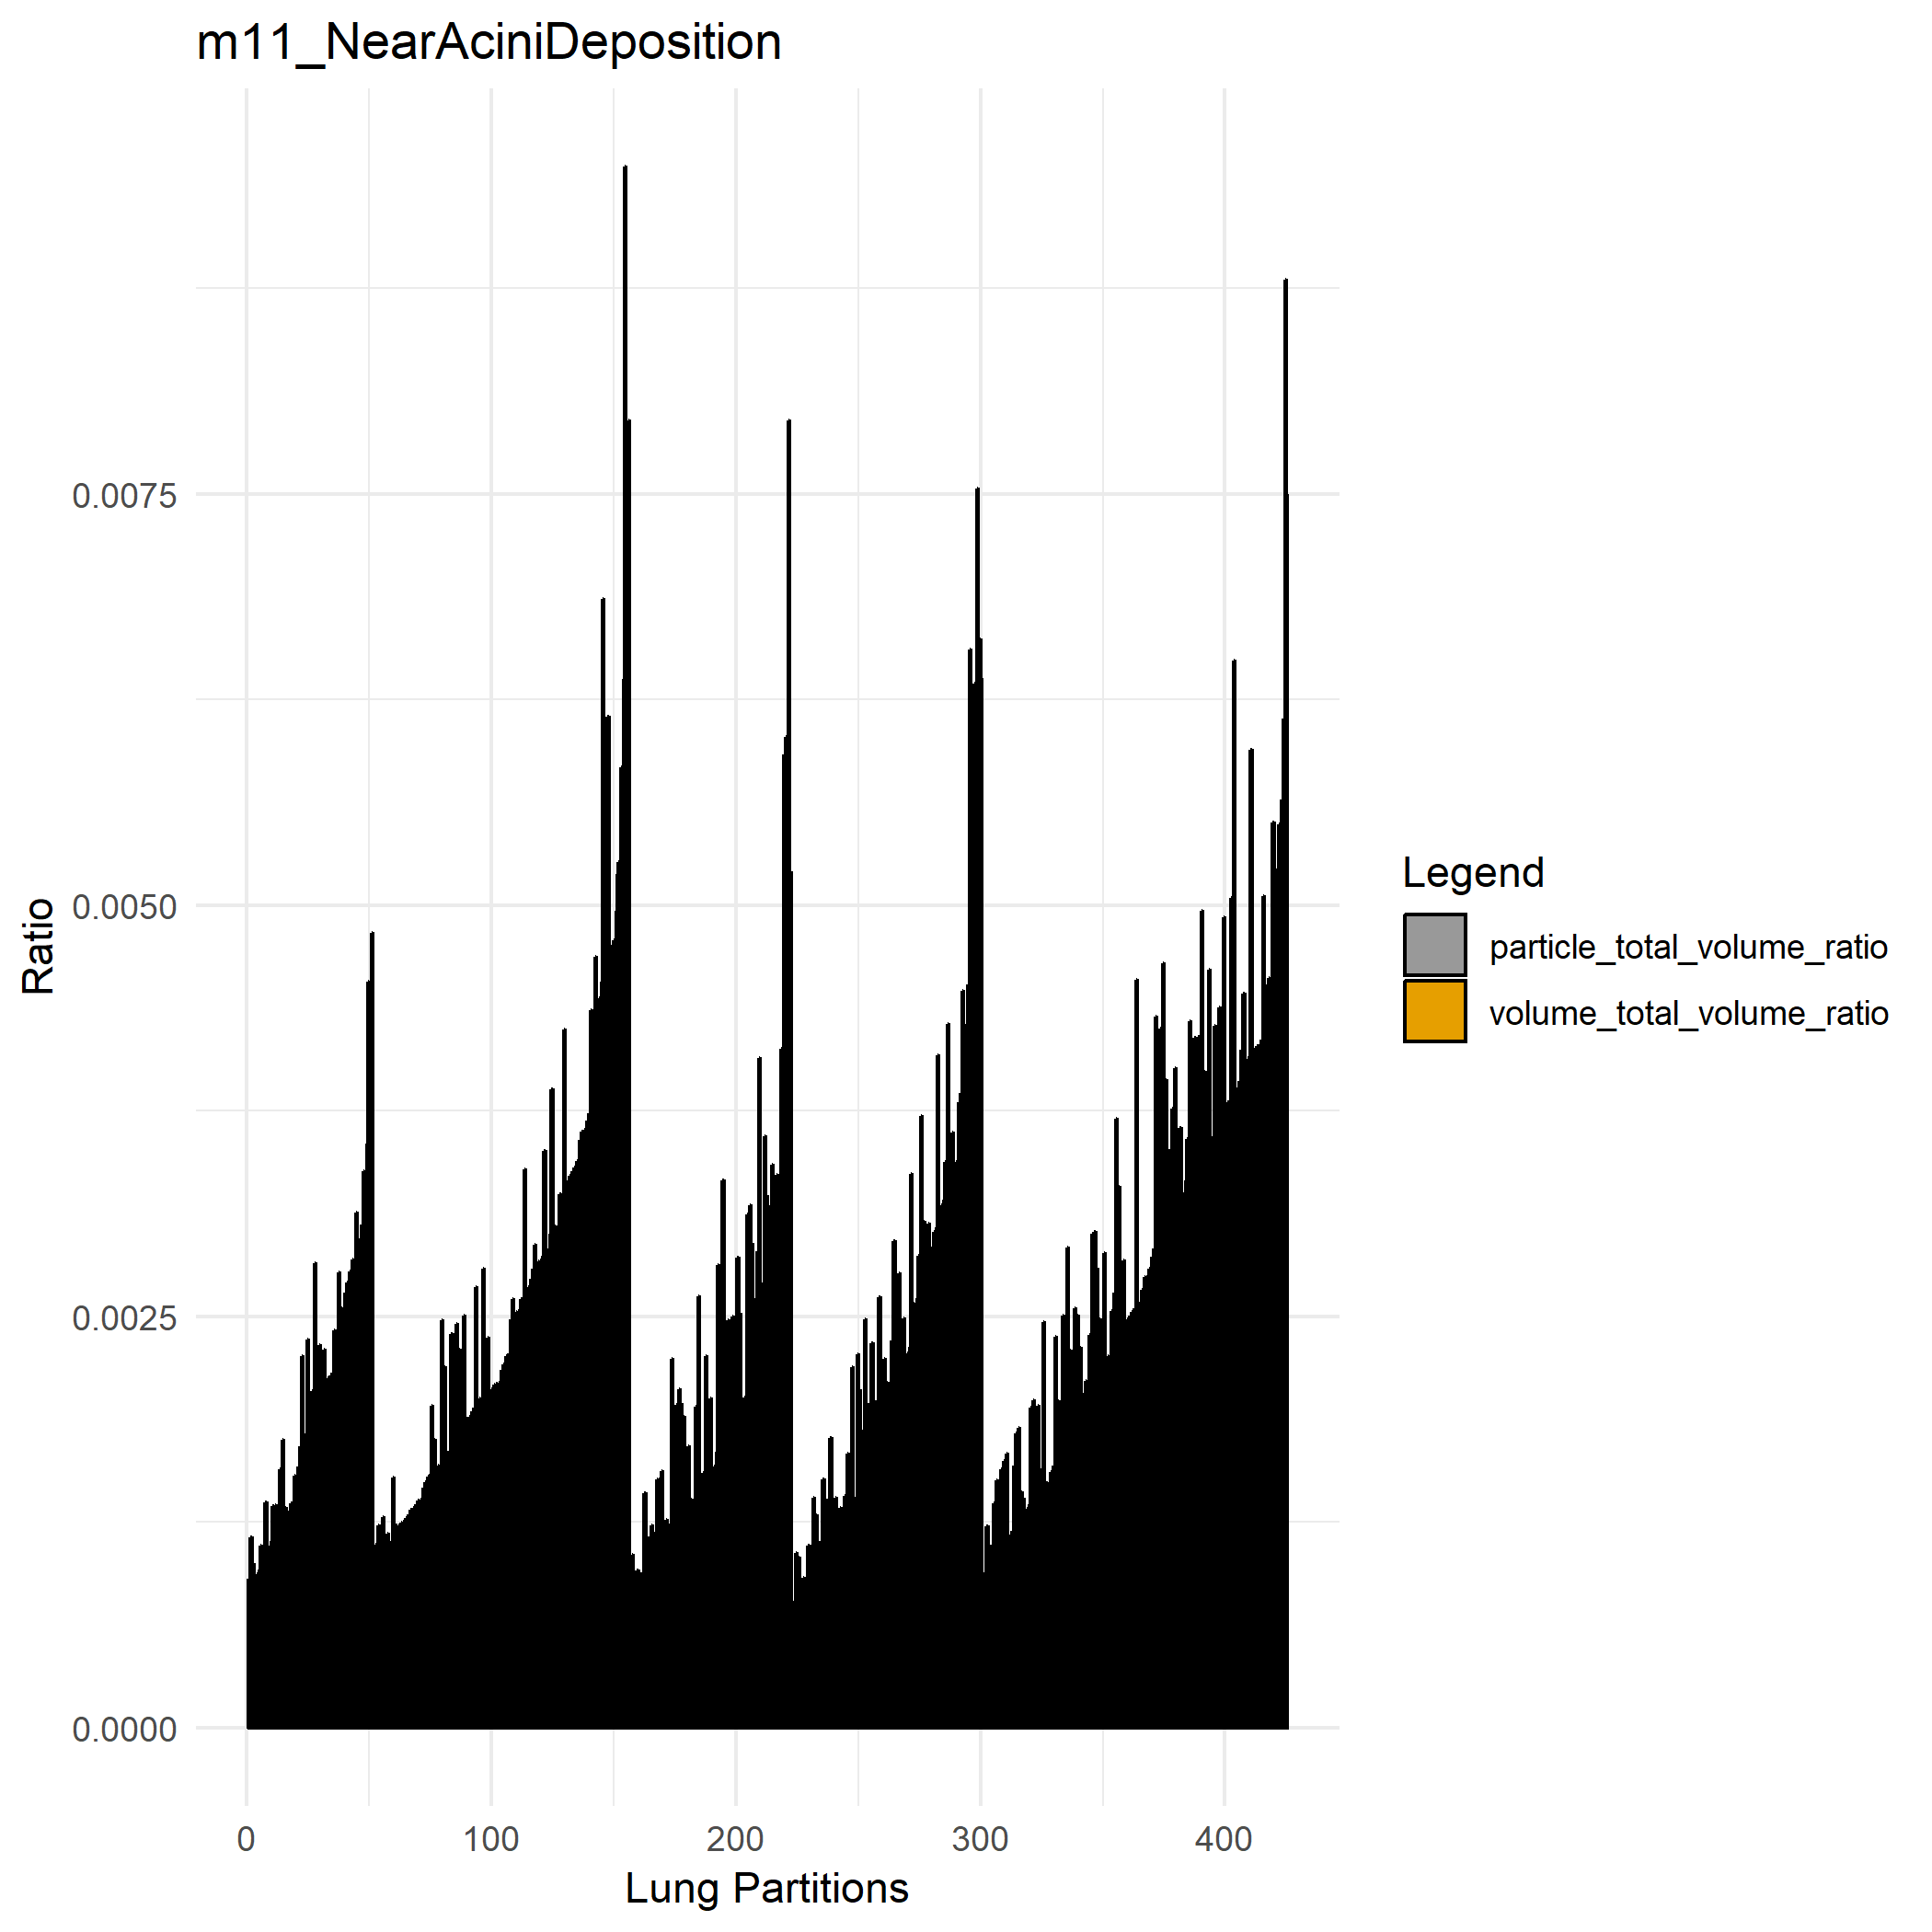 m11_NearAciniDeposition
Ratio
0.0075
0.0050
0.0025
0.0000
0 100 200 300 400
Lung Partitions
Legend
particle_total_volume_ratio
volume_total_volume_ratio